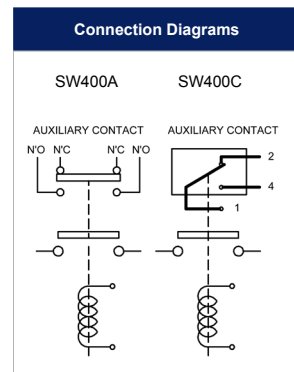 Connection Diagrams
SW400A SW400C
AUXILIARY CONTACT AUXILIARY CONTACT
N'O N'C N'C N'O
2
4
1